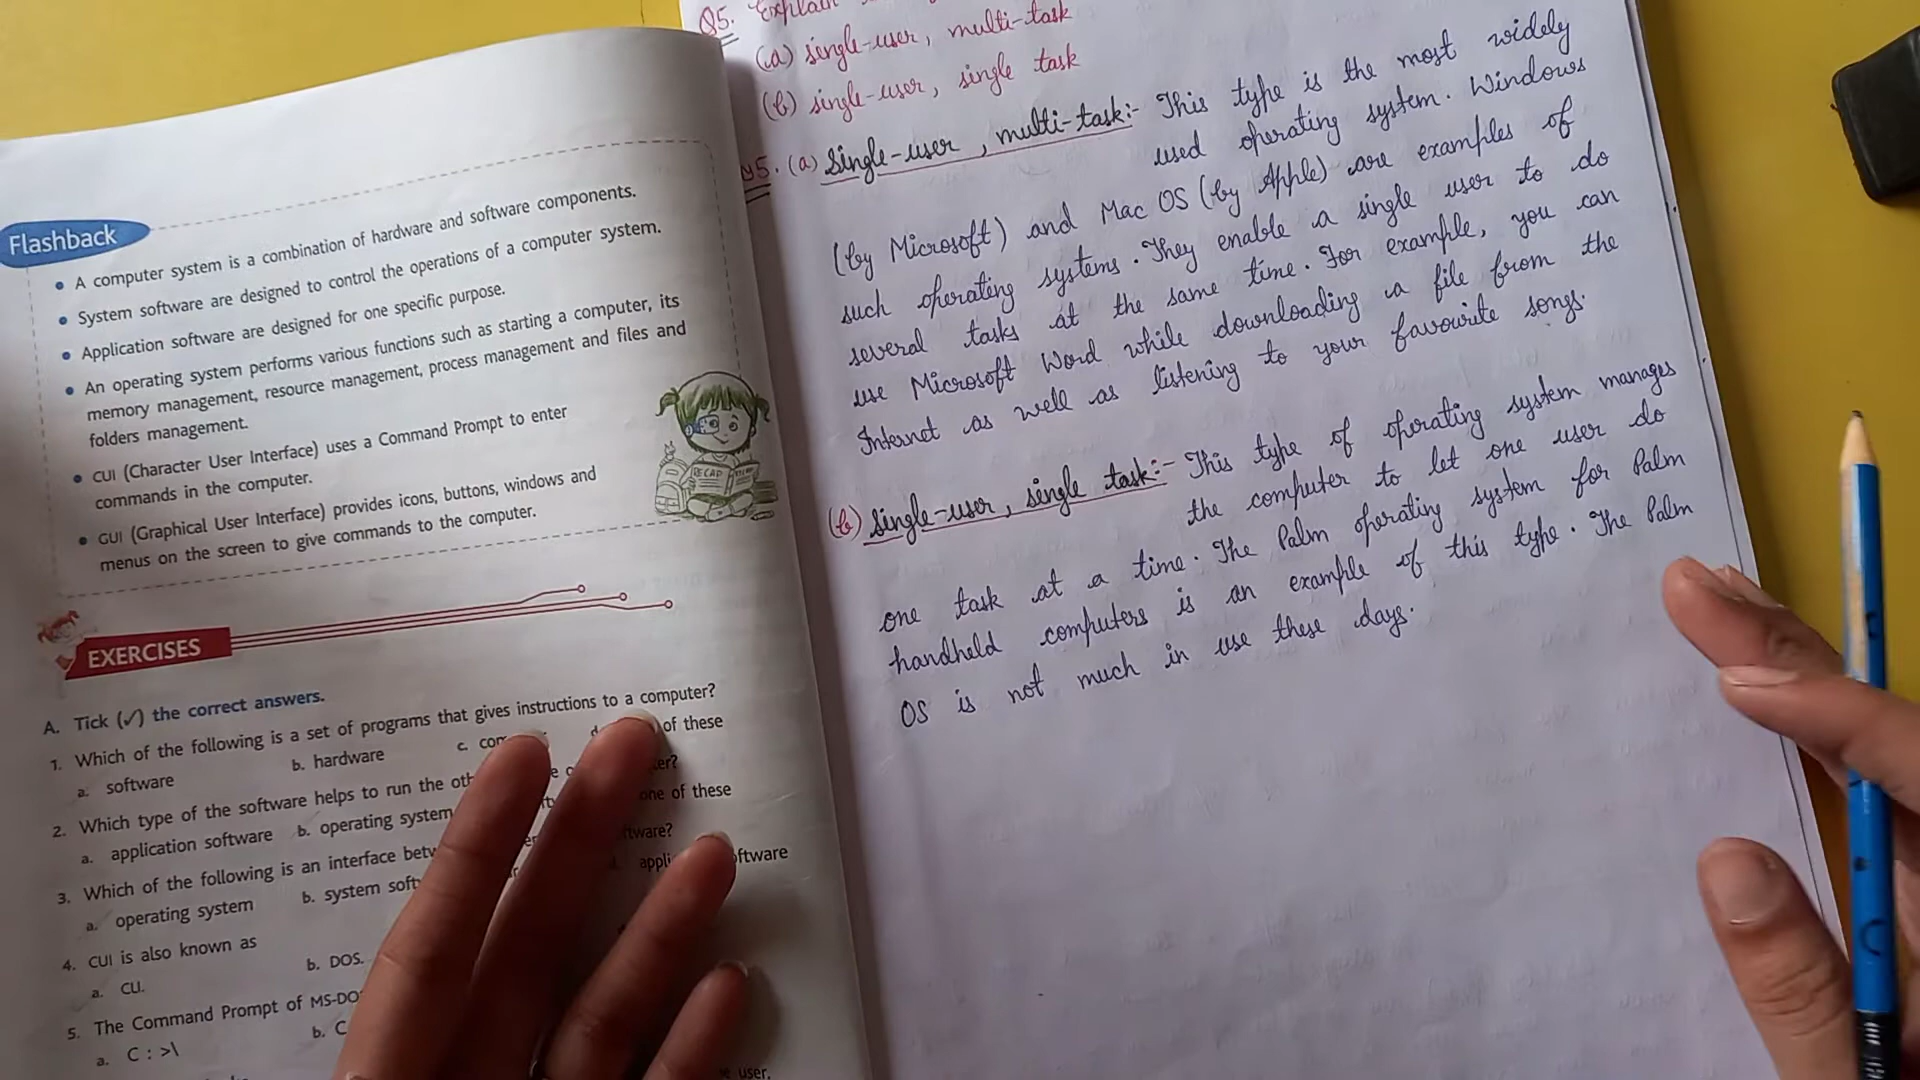 Flashback
• A computer system is a combination of hardware and software components.
• System software are designed to control the operations of a computer system.
• Application software are designed for one specific purpose.
• An operating system performs various functions such as starting a computer, its
memory management, resource management, process management and files and
folders management.
• CUI (Character User Interface) uses a Command Prompt to enter
commands in the computer.
• GUI (Graphical User Interface) provides icons, buttons, windows and
menus on the screen to give commands to the computer.
RECAP
EXERCISES
A. Tick (✓) the correct answers.
1. Which of the following is a set of programs that gives instructions to a computer?
a. software b. hardware c. of these
2. Which type of the software helps to run the
a. application software b. operating system of these
3. Which of the following is an interface
a. operating system b. system
4. CUI is also known as
a. CU. b. DOS.
5. The Command Prompt of
a. C : >\ b. C
user.
Q5. Explain
(a) single-user, multi-task
(b) single-user, single task
5. (a) Single-user, multi-task:- This type is the most widely
used operating system. Windows
(by Microsoft) and Mac OS (by Apple) are examples of
such operating systems. They enable a single user to do
several tasks at the same time. For example, you can
use Microsoft Word while downloading a file from the
Internet as well as listening to your favourite songs.
(b) Single-user, single task:- This type of operating system manages
the computer to let one user do
one task at a time. The Palm operating system for Palm
handheld computers is an example of this type. The Palm
OS is not much in use these days.